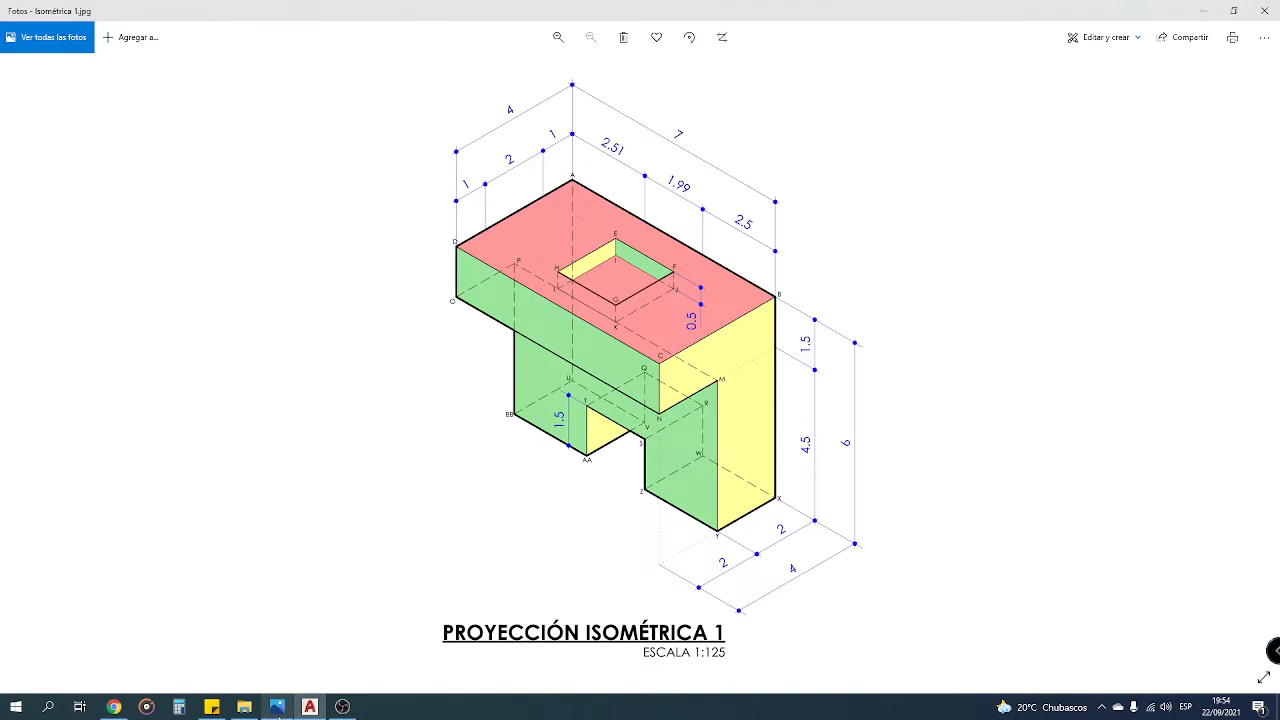 Fotos - Isométrica 1.jpg
Ver todas las fotos
Agregar a...
Editar y crear
Compartir
4
7
1
2
1
2.51
1.99
2.5
A
D
E
P
H
F
L
J
O
G
K
B
0.5
C
1.5
Q
M
U
T
R
N
BB
1.5
V
S
4.5
6
AA
W
Z
X
Y
2
2
4
PROYECCIÓN ISOMÉTRICA 1
ESCALA 1:125
20°C Chubascos
ESP
19:54
22/09/2021